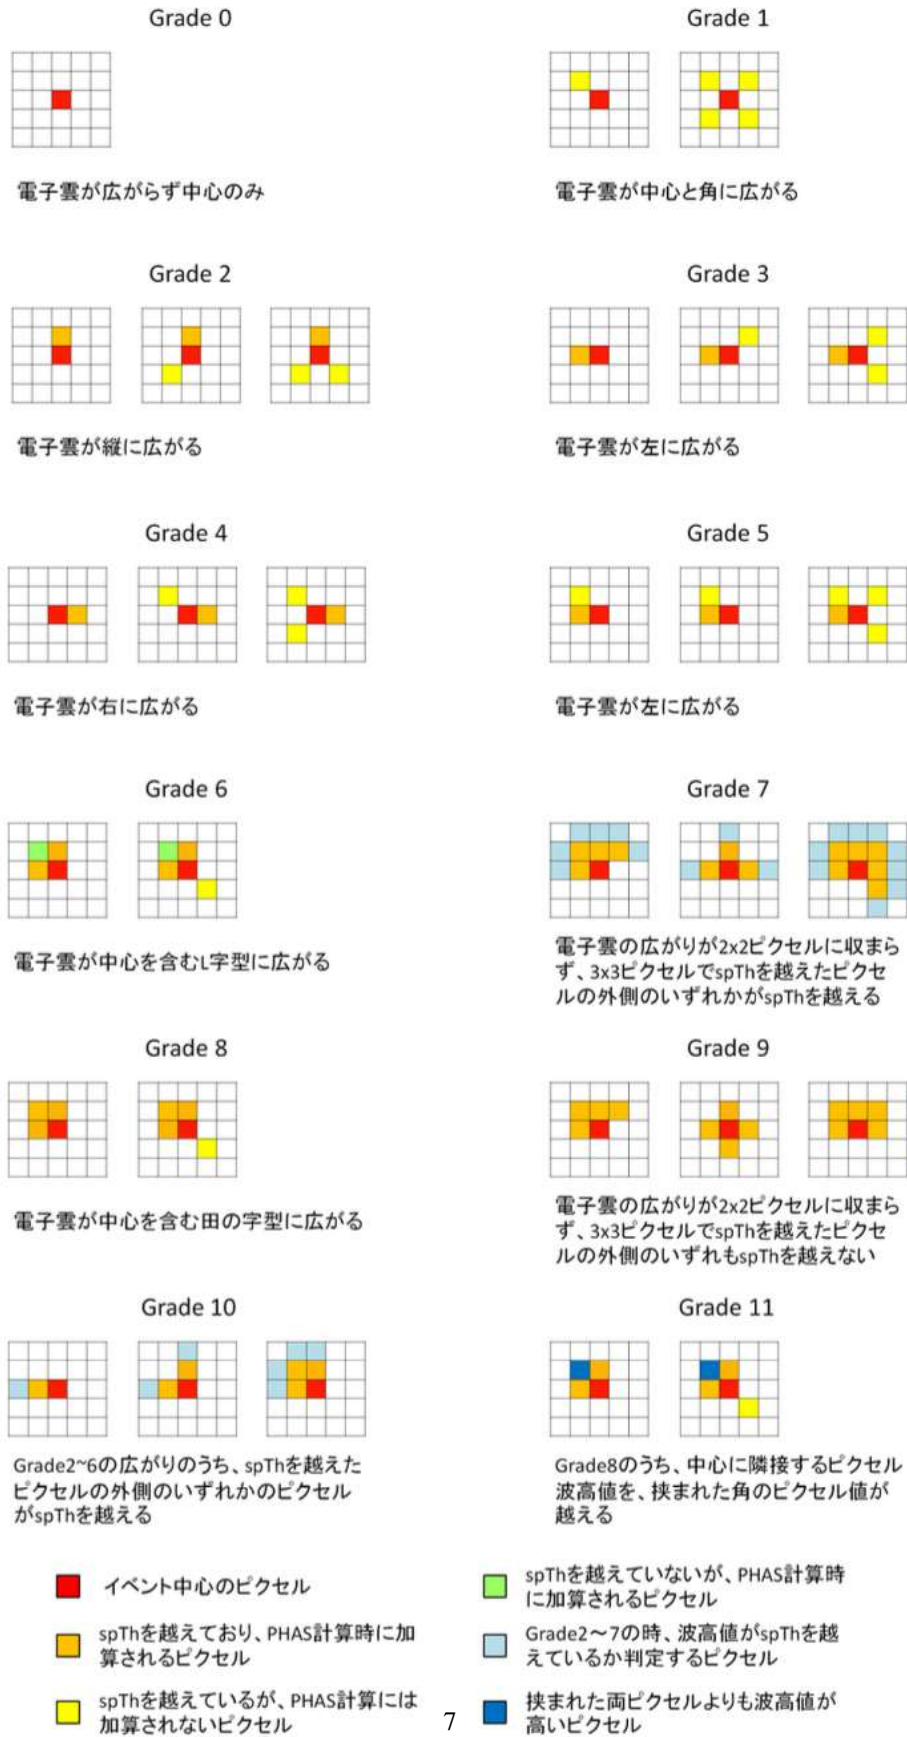 Grade 0
電子雲が広がらず中心のみ
Grade 1
電子雲が中心と角に広がる
Grade 2
電子雲が縦に広がる
Grade 3
電子雲が左に広がる
Grade 4
電子雲が右に広がる
Grade 5
電子雲が左に広がる
Grade 6
電子雲が中心を含むL字型に広がる
Grade 7
電子雲の広がりが2x2ピクセルに収まら
ず、3x3ピクセルでspThを越えたピクセ
ルの外側のいずれかがspThを越える
Grade 8
電子雲が中心を含む田の字型に広がる
Grade 9
電子雲の広がりが2x2ピクセルに収まら
ず、3x3ピクセルでspThを越えたピクセ
ルの外側のいずれもspThを越えない
Grade 10
Grade2~6の広がりのうち、spThを越えた
ピクセルの外側のいずれかのピクセル
がspThを越える
Grade 11
Grade8のうち、中心に隣接するピクセル
波高値を、挟まれた角のピクセル値が
越える
イベント中心のピクセル
spThを越えており、PHAS計算時に加
算されるピクセル
spThを越えているが、PHAS計算には
加算されないピクセル
spThを越えていないが、PHAS計算時
に加算されるピクセル
Grade2～7の時、波高値がspThを越
えているか判定するピクセル
挟まれた両ピクセルよりも波高値が
高いピクセル
7